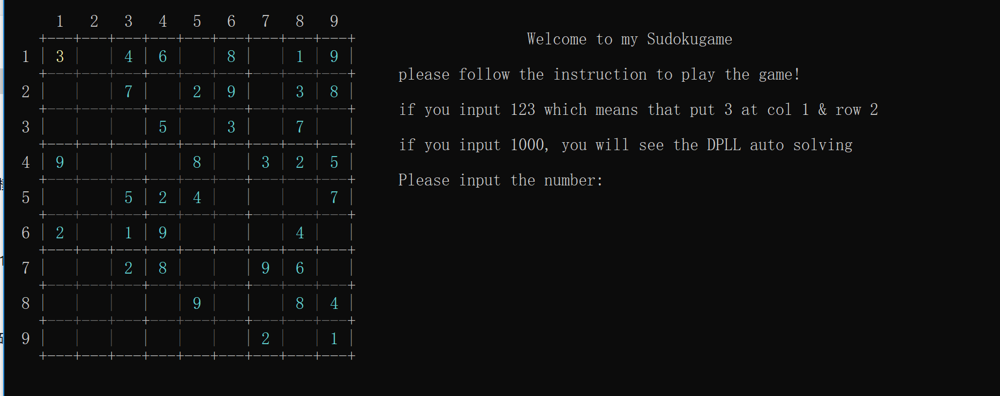 1 2 3 4 5 6 7 8 9
Welcome to my Sudokugame
1 3 4 6 8 1 9
please follow the instruction to play the game!
2 7 2 9 3 8
if you input 123 which means that put 3 at col 1 & row 2
3 5 3 7
if you input 1000, you will see the DPLL auto solving
4 9 8 3 2 5
Please input the number:
5 5 2 4 7
6 2 1 9 4
7 2 8 9 6
8 9 8 4
9 2 1